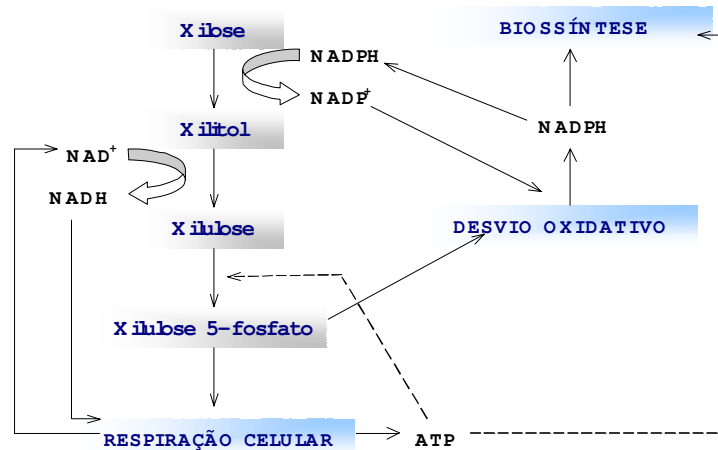 Xilose
BIOSSÍNTESE
NADPH
NADP+
NADPH
Xilitol
NAD+
NADH
Xilulose
DESVIO OXIDATIVO
Xilulose 5-fosfato
RESPIRAÇÃO CELULAR
ATP